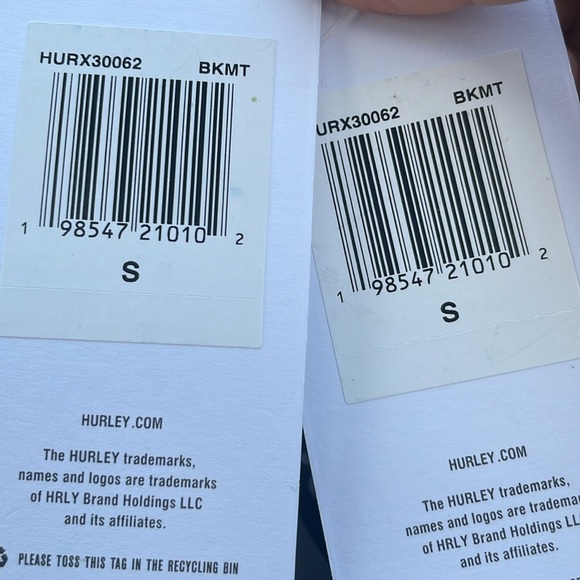 HURX30062 BKMT
1 98547 21010 2
S
HURLEY.COM
The HURLEY trademarks,
names and logos are trademarks
of HRLY Brand Holdings LLC
and its affiliates.
PLEASE TOSS THIS TAG IN THE RECYCLING BIN
URX30062 BKMT
1 98547 21010 2
S
HURLEY.COM
The HURLEY trademarks,
names and logos are
of HRLY Brand Holdings
and its affiliates.